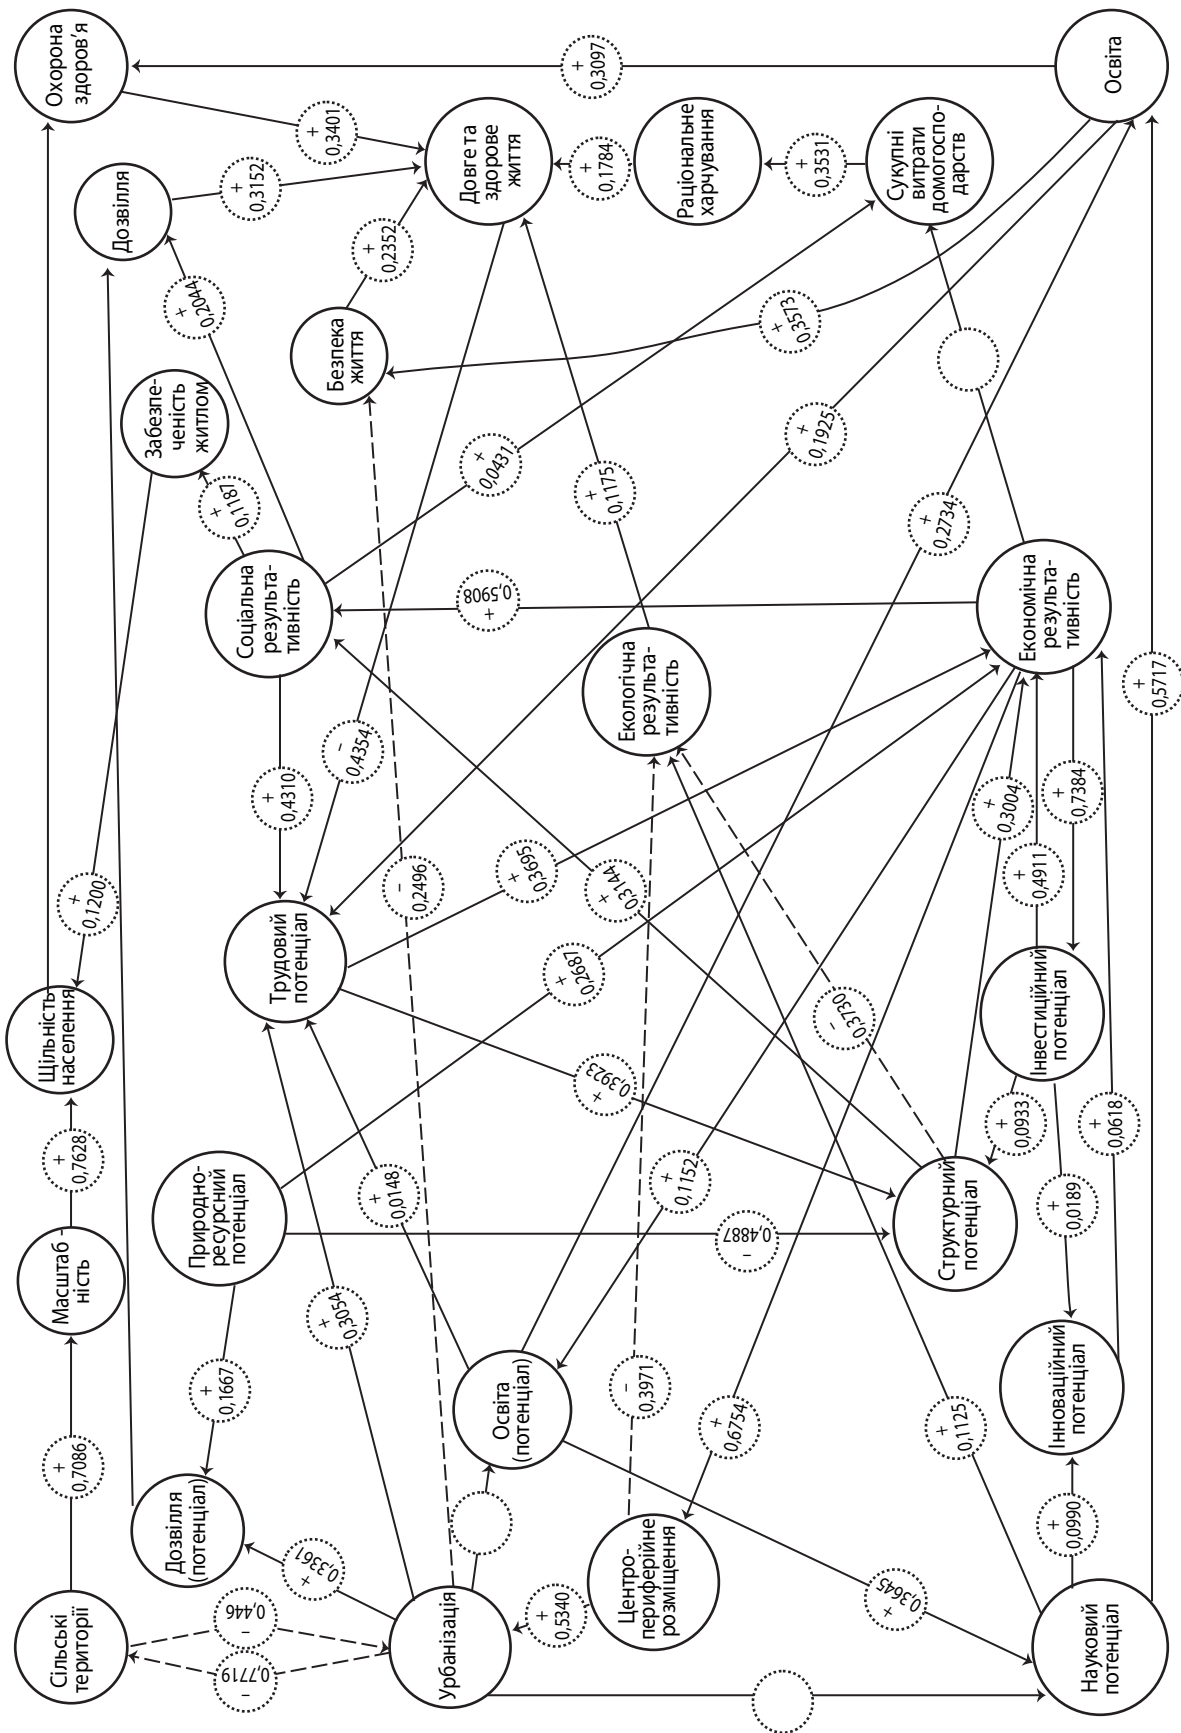 Сільські
території
+
0,7086
Масштаб -
ність
+
0,7628
Щільність
населення
+
0,1200
Охорона
здоров'я
+
0,3401
–
0,7719
–
0,446
Дозвілля
(потенціал)
+
0,1667
Природно-
ресурсний
потенціал
Забезпе-
ченість
житлом
+
0,1187
+
0,2044
Дозвілля
+
0,3152
+
0,3361
+
0,3054
Трудовий
потенціал
+
0,4310
Соціальна
результа-
тивність
Безпека
життя
+
0,2352
Урбанізація
+
0,0148
–
0,2496
–
0,4354
Довге та
здорове
життя
Освіта
(потенціал)
+
0,5340
+
0,2687
+
0,3695
+
0,5908
+
0,0431
+
0,1784
Центро-
периферійне
розміщення
–
0,3971
+
0,3923
+
0,3144
Екологічна
результа-
тивність
+
0,1175
Раціональне
харчування
+
0,3097
+
0,6754
+
0,1152
–
0,4887
–
0,3730
+
0,1925
+
0,3573
+
0,3531
+
0,3645
+
0,1125
Структурний
потенціал
+
0,0933
+
0,3004
+
0,2734
Сукупні
витрати
домогоспо-
дарств
+
0,4911
Економічна
результа-
тивність
+
0,0990
Інноваційний
потенціал
+
0,0189
Інвестиційний
потенціал
+
0,7384
Науковий
потенціал
+
0,0618
+
0,5717
Освіта